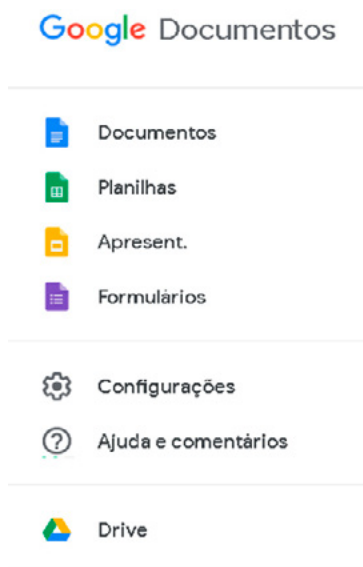 Google Documentos
Documentos
Planilhas
Apresent.
Formulários
Configurações
Ajuda e comentários
Drive